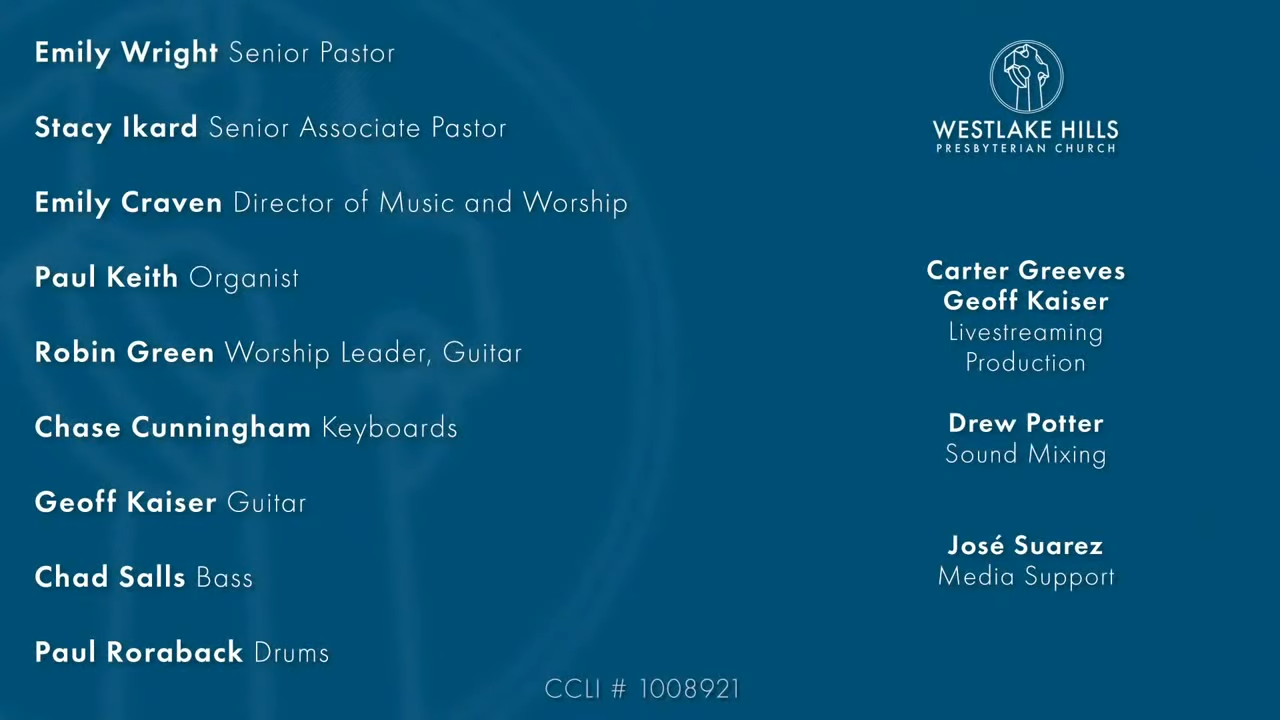 Emily Wright Senior Pastor
Stacy Ikard Senior Associate Pastor
Emily Craven Director of Music and Worship
Paul Keith Organist
Robin Green Worship Leader, Guitar
Chase Cunningham Keyboards
Geoff Kaiser Guitar
Chad Salls Bass
Paul Roraback Drums
WESTLAKE HILLS
PRESBYTERIAN CHURCH
Carter Greeves
Geoff Kaiser
Livestreaming
Production
Drew Potter
Sound Mixing
José Suarez
Media Support
CCLI # 1008921